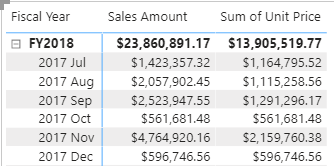 Fiscal Year Sales Amount Sum of Unit Price
FY2018 $23,860,891.17 $13,905,519.77
2017 Jul $1,423,357.32 $1,164,795.52
2017 Aug $2,057,902.45 $1,115,258.56
2017 Sep $2,523,947.55 $1,291,296.17
2017 Oct $561,681.48 $561,681.48
2017 Nov $4,764,920.16 $2,159,760.38
2017 Dec $596,746.56 $596,746.56